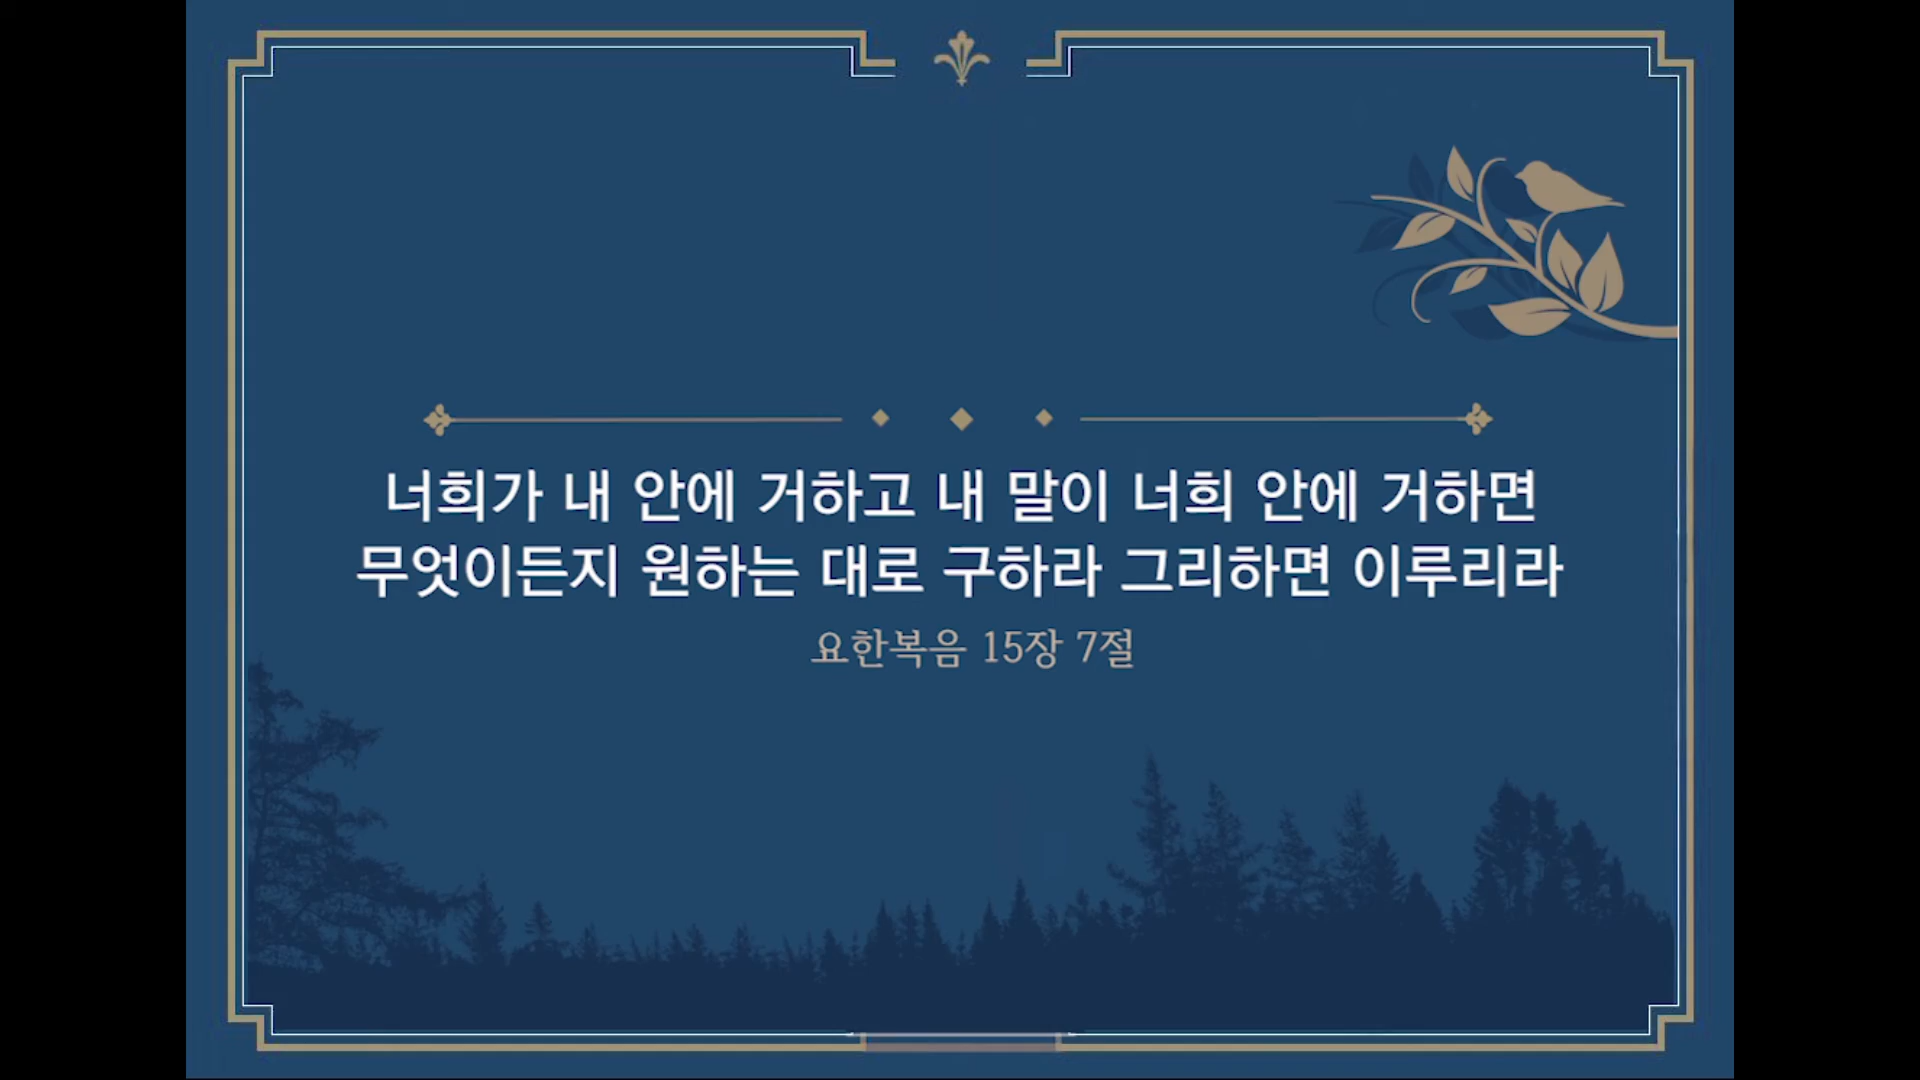 너희가 내 안에 거하고 내 말이 너희 안에 거하면
무엇이든지 원하는 대로 구하라 그리하면 이루리라
요한복음 15장 7절